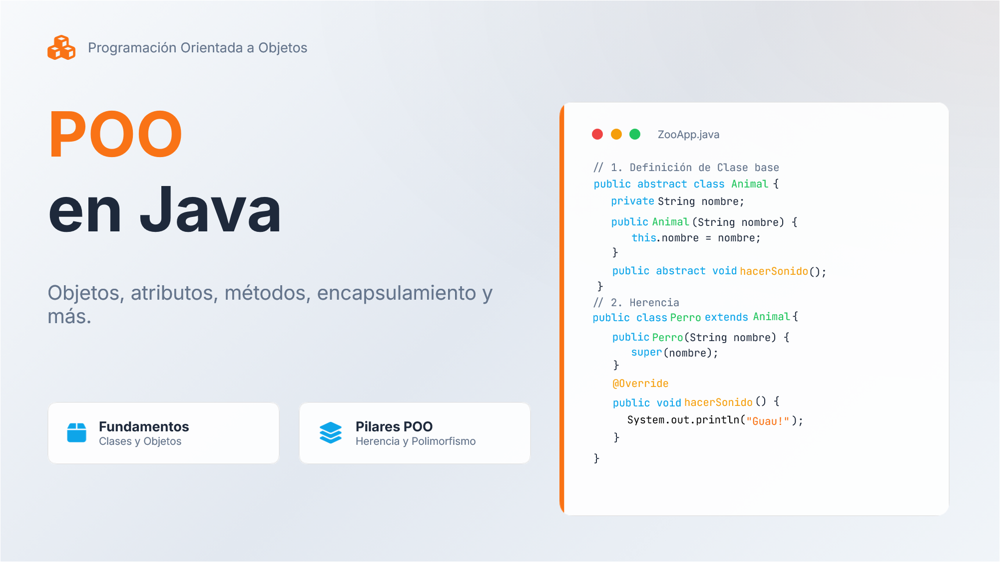 Programación Orientada a Objetos
POO
en Java
Objetos, atributos, métodos, encapsulamiento y
más.
Fundamentos
Clases y Objetos
Pilares POO
Herencia y Polimorfismo
ZooApp.java
// 1. Definición de Clase base
public abstract class Animal {
private String nombre;
public Animal (String nombre) {
this.nombre = nombre;
}
public abstract void hacerSonido();
}
// 2. Herencia
public class Perro extends Animal {
public Perro(String nombre) {
super(nombre);
}
@Override
public void hacerSonido () {
System.out.println("Guau!");
}
}